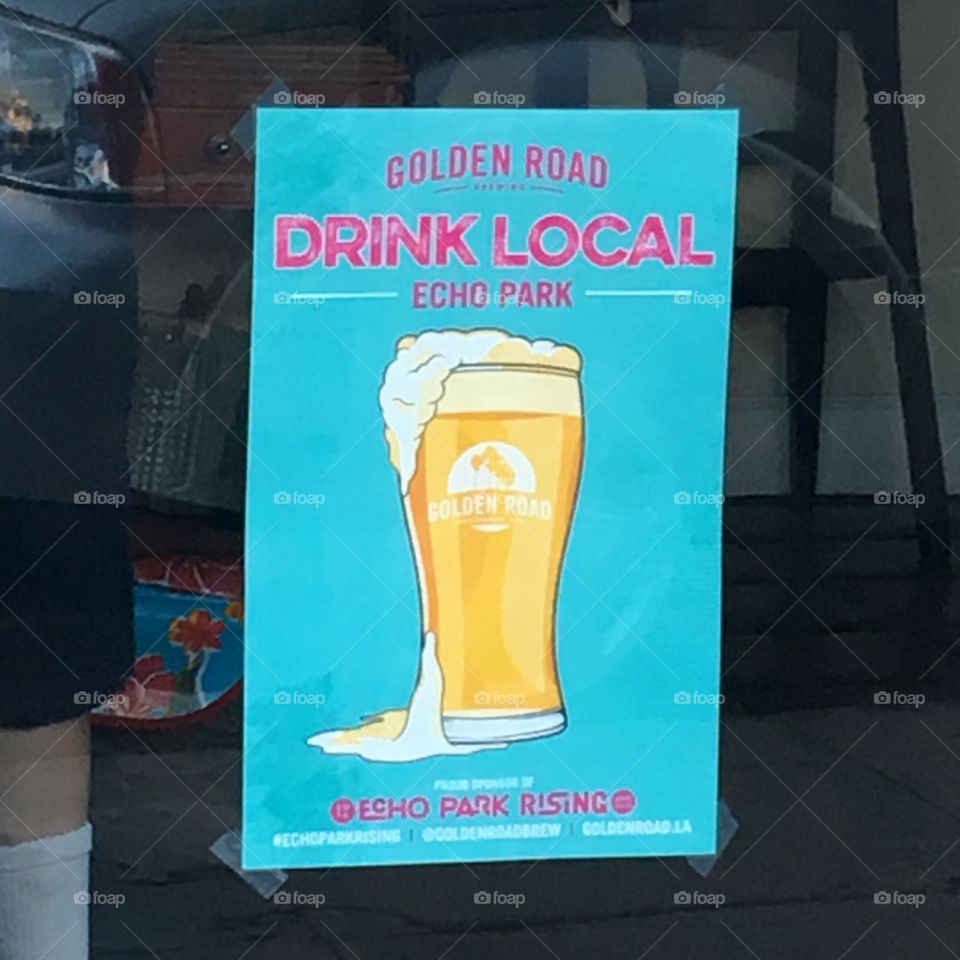 GOLDEN ROAD
BREWING
DRINK LOCAL
ECHO PARK
GOLDEN ROAD
PROUD SPONSOR OF
ECHO PARK RISING
#ECHOPARKRISING | @GOLDENROADBREW | GOLDENROAD.LA
foap